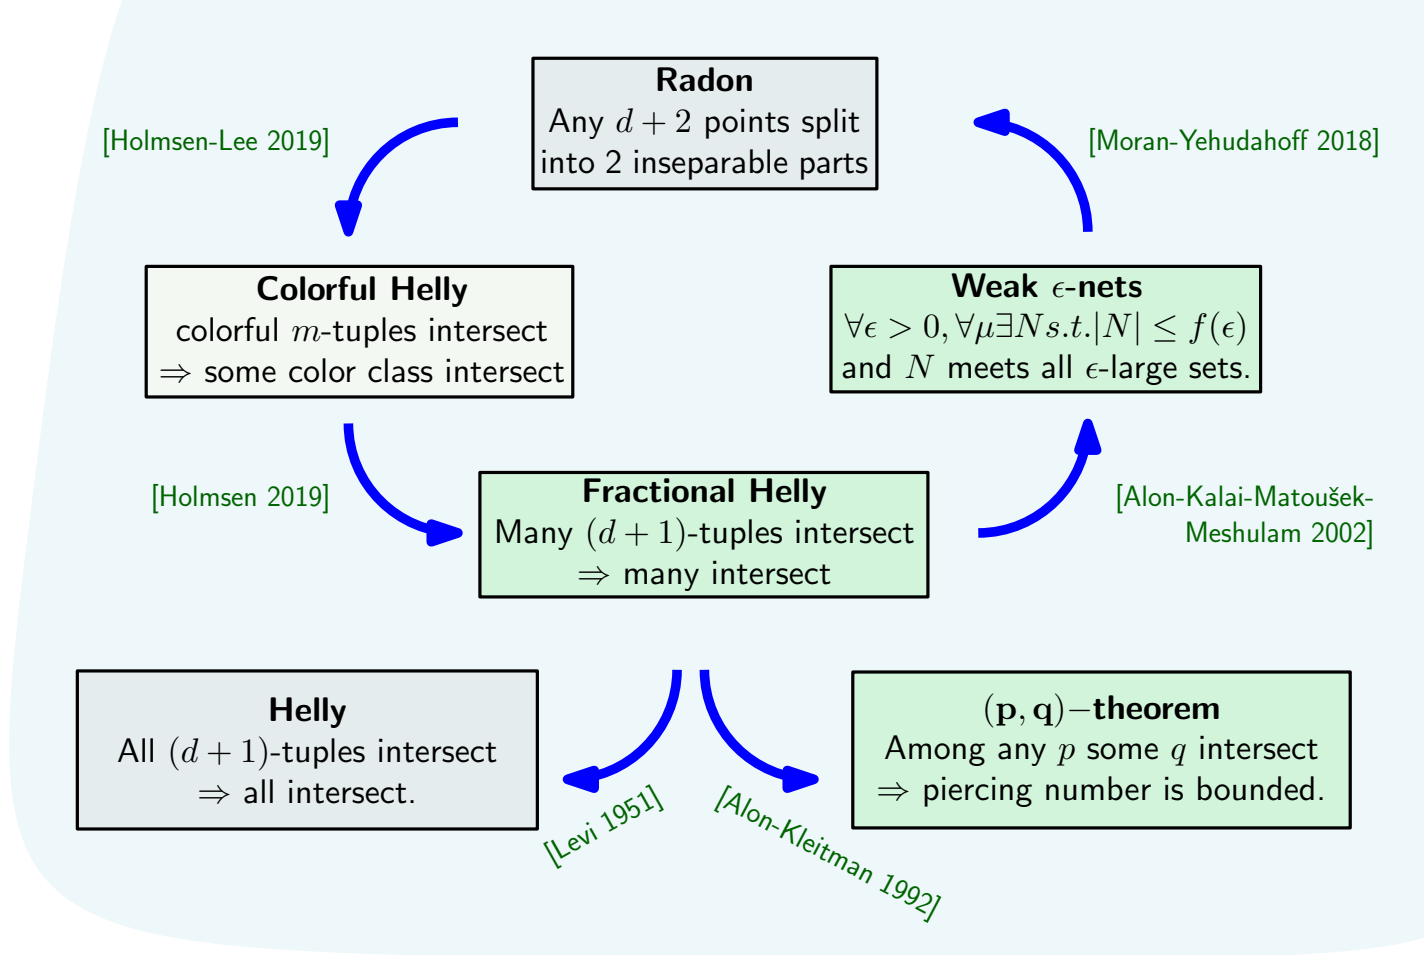 Radon
Any d + 2 points split
into 2 inseparable parts
[Holmsen-Lee 2019]
[Moran-Yehudahoff 2018]
Colorful Helly
colorful m-tuples intersect
⇒ some color class intersect
Weak ϵ-nets
∀ϵ > 0, ∀µ∃Ns.t.|N| ≤ f(ϵ)
and N meets all ϵ-large sets.
[Holmsen 2019]
Fractional Helly
Many (d + 1)-tuples intersect
⇒ many intersect
[Alon-Kalai-Matoušek-
Meshulam 2002]
Helly
All (d + 1)-tuples intersect
⇒ all intersect.
[Levi 1951]
[Alon-Kleitman 1992]
(p, q)−theorem
Among any p some q intersect
⇒ piercing number is bounded.